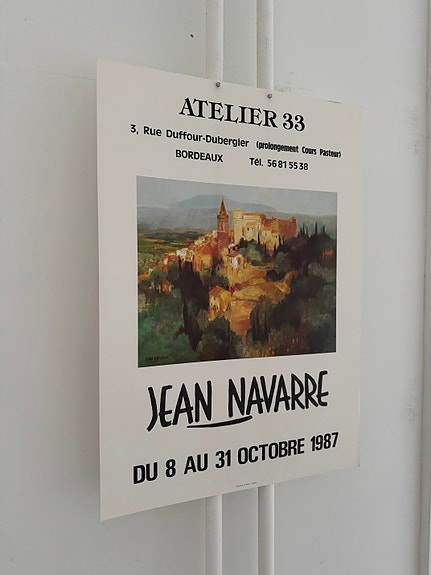 ATELIER 33
3, Rue Duffour-Dubergier (prolongement Cours Pasteur)
BORDEAUX Tél. 56 81 55 38
JEAN NAVARRE
DU 8 AU 31 OCTOBRE 1987